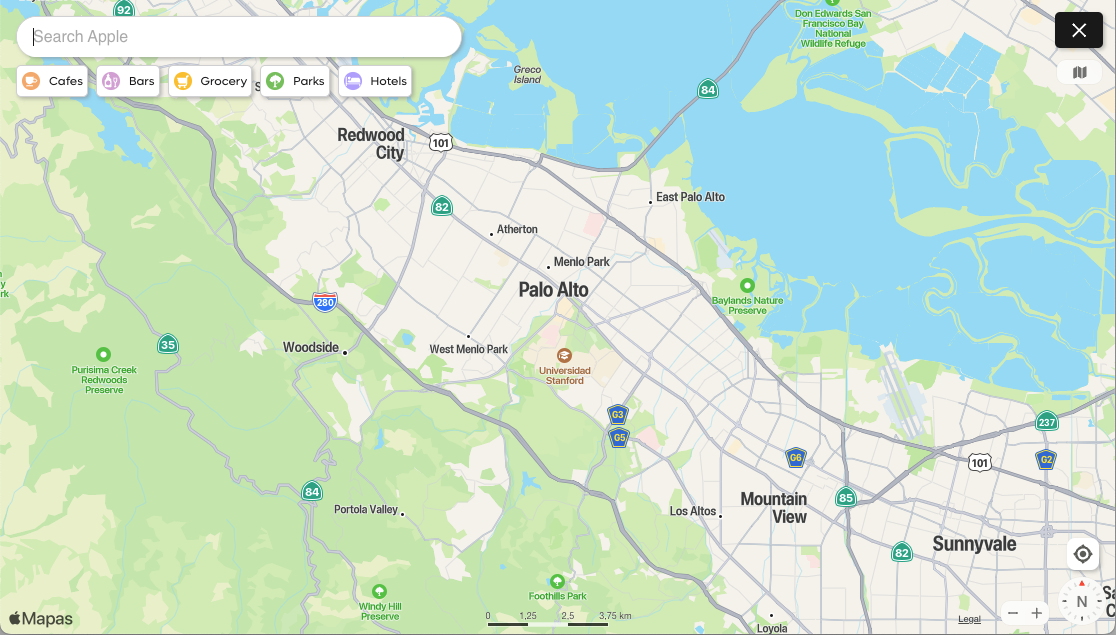 92
Search Apple
Cafes
Bars
Grocery
Parks
Hotels
Don Edwards San
Francisco Bay
National
Wildlife Refuge
Greco
Island
84
Redwood
City
101
82
East Palo Alto
Atherton
Menlo Park
Palo Alto
Baylands Nature
Preserve
280
35
Woodside
West Menlo Park
Purisima Creek
Redwoods
Preserve
Universidad
Stanford
G3
G5
237
G6
101
G2
84
Portola Valley
Mountain
View
85
Los Altos
82
Sunnyvale
Foothills Park
Windy Hill
Preserve
Mapas
0
1,25
2,5
3,75 km
Loyola
Legal
N